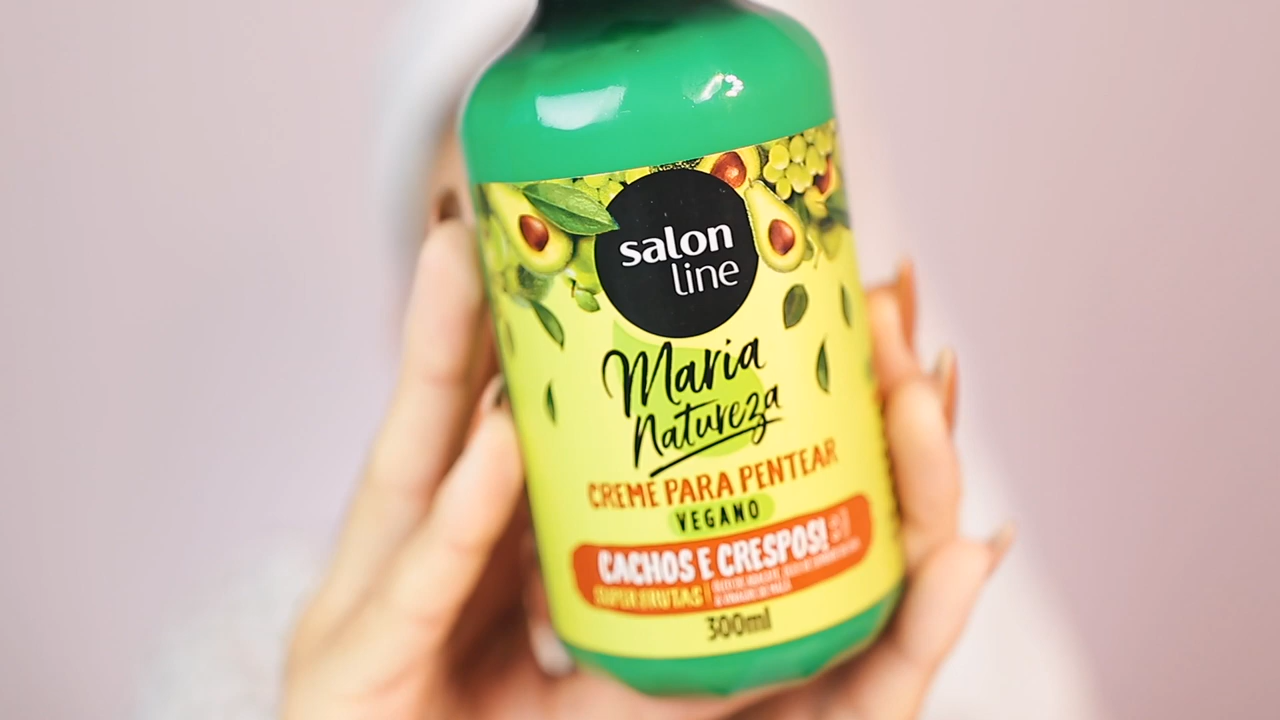 salon
line
Maria
Natureza
CREME PARA PENTEAR
VEGANO
CACHOS E CRESPOS!
SUPER FRUTAS
300ml